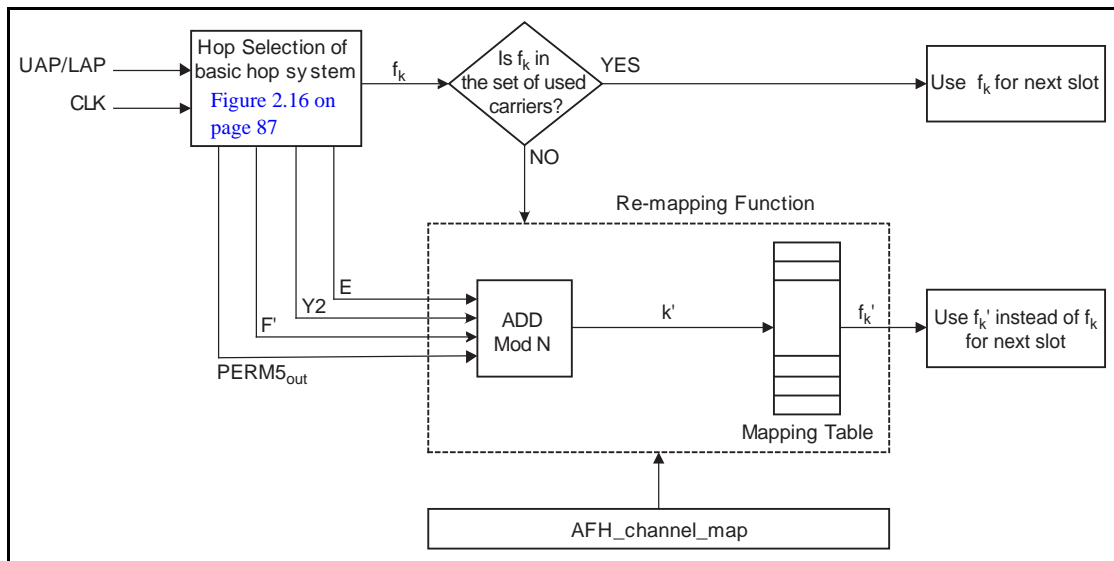 UAP/LAP
CLK
Hop Selection of
basic hop system
Figure 2.16 on
page 87
fk
Is fk in
the set of used
carriers?
YES
Use fk for next slot
NO
Re-mapping Function
E
Y2
F'
PERM5out
ADD
Mod N
k'
Mapping Table
fk'
Use fk' instead of fk
for next slot
AFH_channel_map